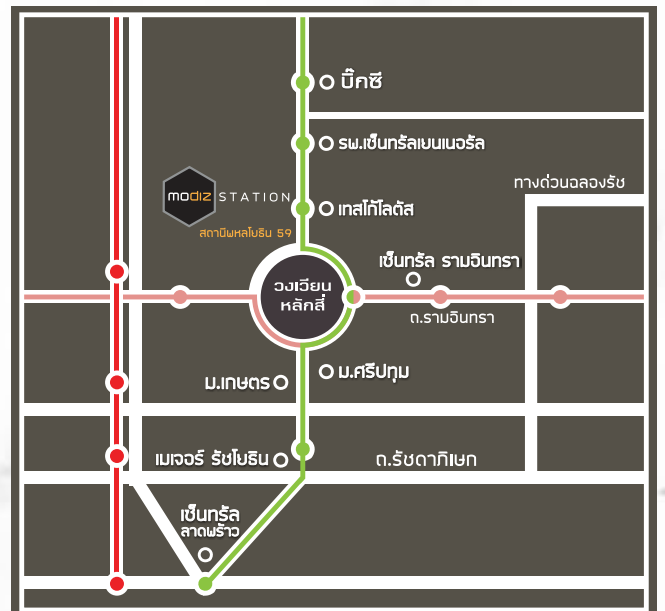 บิ๊กซี
รพ.เซ็นทรัลเยนเนอรัล
ทางด่วนฉลองรัช
modiz STATION
เทสโก้โลตัส
สถานีพหลโยธิน 59
เซ็นทรัล รามอินทรา
วงเวียน
หลักสี่
ถ.รามอินทรา
ม.ศรีปทุม
ม.เกษตร
เมเจอร์ รัชโยธิน
ถ.รัชดาภิเษก
เซ็นทรัล
ลาดพร้าว